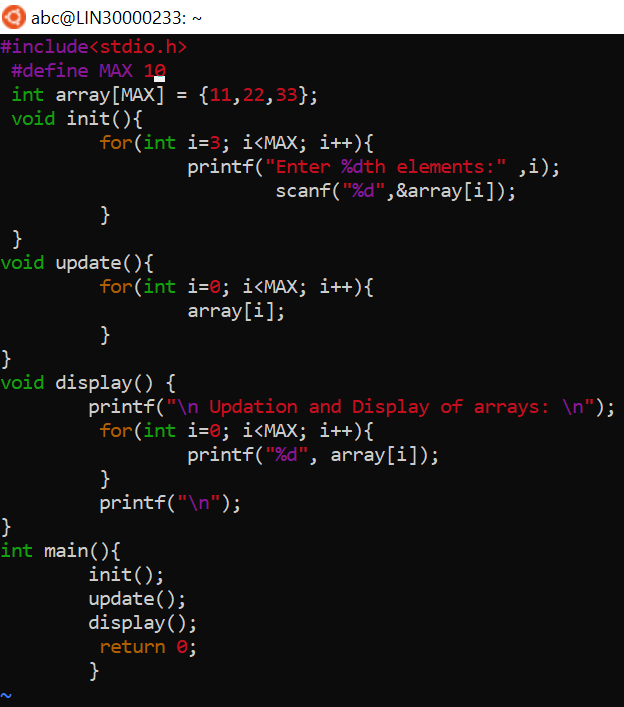 abc@LIN30000233: ~
#include<stdio.h>
 #define MAX 10
 int array[MAX] = {11,22,33};
 void init(){
         for(int i=3; i<MAX; i++){
                 printf("Enter %dth elements:" ,i);
                         scanf("%d",&array[i]);
         }
 }
void update(){
         for(int i=0; i<MAX; i++){
                 array[i];
         }
}
void display() {
        printf("\n Updation and Display of arrays: \n");
         for(int i=0; i<MAX; i++){
                 printf("%d", array[i]);
         }
         printf("\n");
}
int main(){
        init();
        update();
        display();
         return 0;
        }
~